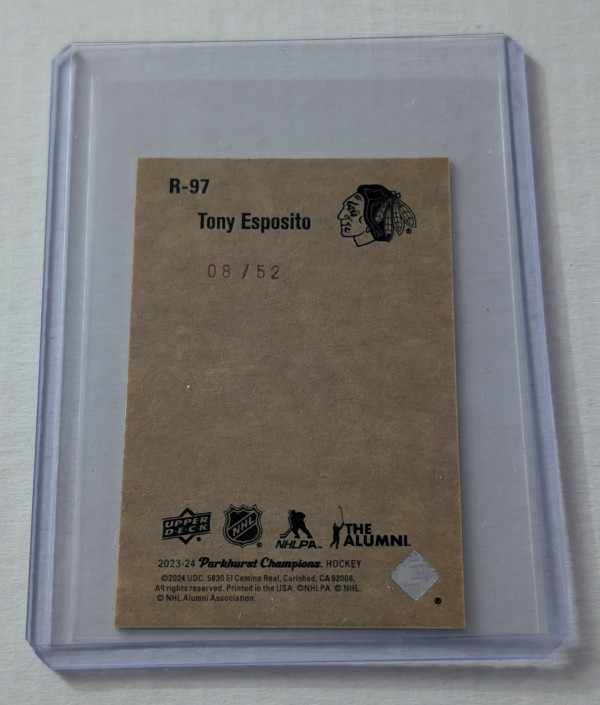 R-97
Tony Esposito
08/52
UPPER
DECK
NHL
NHLPA
THE
ALUMNI
2023-24 Parkhurst Champions. HOCKEY
©2024 UDC. 5830 El Camino Real, Carlsbad, CA 92008.
All rights reserved. Printed in the USA. ©NHLPA. © NHL.
© NHL Alumni Association.